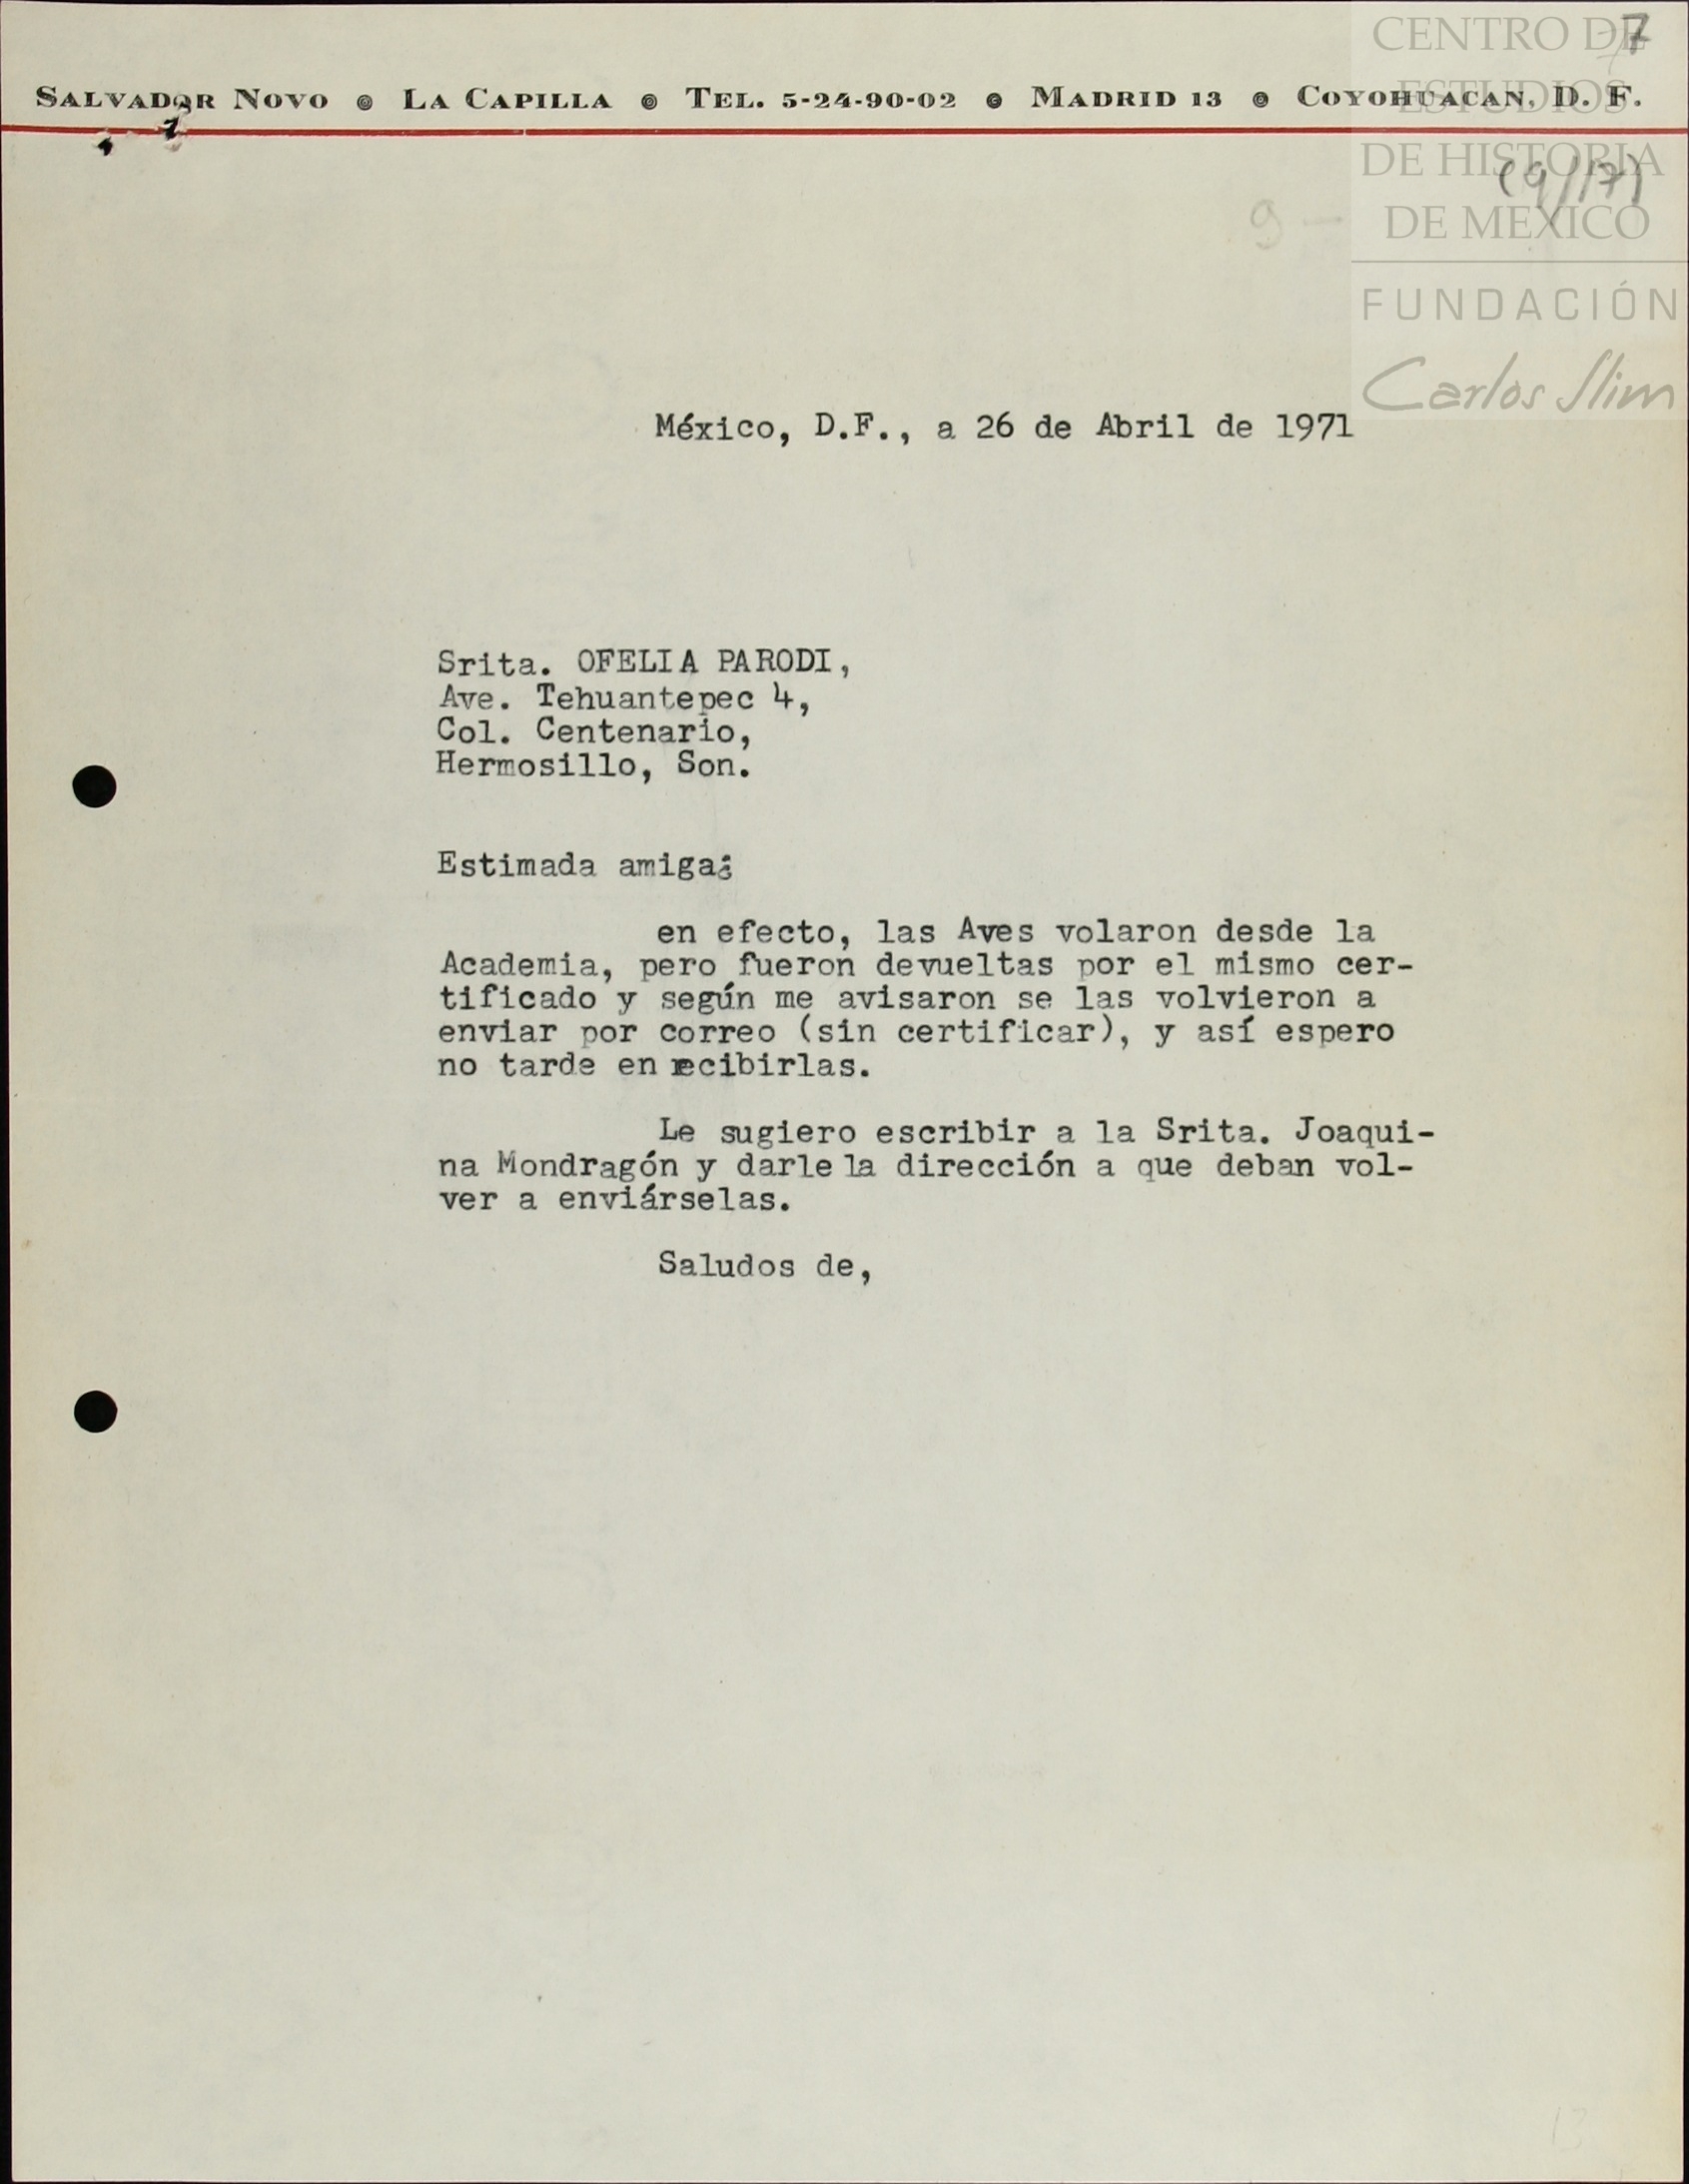 7
CENTRO DE
ESTUDIOS
DE HISTORIA
DE MEXICO
FUNDACIÓN
Carlos Slim
SALVADOR NOVO ● LA CAPILLA ● TEL. 5-24-90-02 ● MADRID 13 ● COYOHUACAN, D. F.
(9/17)
9 —
México, D.F., a 26 de Abril de 1971
Srita. OFELIA PARODI,
Ave. Tehuantepec 4,
Col. Centenario,
Hermosillo, Son.
Estimada amiga:
en efecto, las Aves volaron desde la
Academia, pero fueron devueltas por el mismo cer-
tificado y según me avisaron se las volvieron a
enviar por correo (sin certificar), y así espero
no tarde en recibirlas.
Le sugiero escribir a la Srita. Joaqui-
na Mondragón y darle la dirección a que deban vol-
ver a enviárselas.
Saludos de,
13